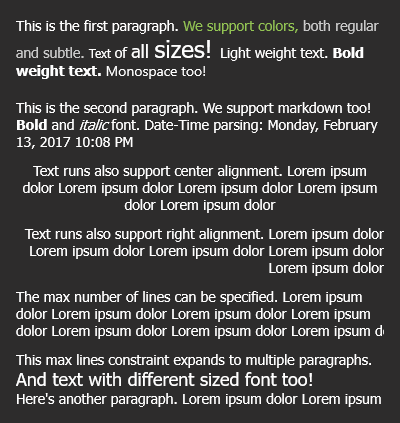 This is the first paragraph. We support colors, both regular
and subtle. Text of all sizes! Light weight text. Bold
weight text. Monospace too!
This is the second paragraph. We support markdown too!
Bold and italic font. Date-Time parsing: Monday, February
13, 2017 10:08 PM
Text runs also support center alignment. Lorem ipsum
dolor Lorem ipsum dolor Lorem ipsum dolor Lorem ipsum
dolor Lorem ipsum dolor
Text runs also support right alignment. Lorem ipsum dolor
Lorem ipsum dolor Lorem ipsum dolor Lorem ipsum dolor
Lorem ipsum dolor
The max number of lines can be specified. Lorem ipsum
dolor Lorem ipsum dolor Lorem ipsum dolor Lorem ipsum
dolor Lorem ipsum dolor Lorem ipsum dolor Lorem ipsum d
This max lines constraint expands to multiple paragraphs.
And text with different sized font too!
Here's another paragraph. Lorem ipsum dolor Lorem ipsum